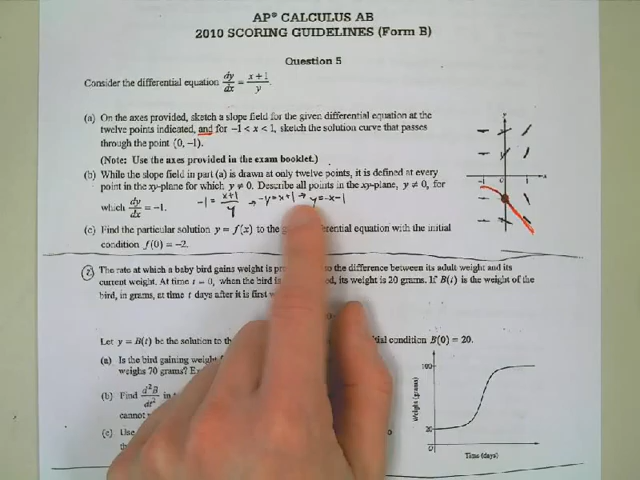 AP® CALCULUS AB
2010 SCORING GUIDELINES (Form B)
Question 5
Consider the differential equation dy/dx = x+1/y
(a) On the axes provided, sketch a slope field for the given differential equation at the
twelve points indicated, and for −1 < x < 1, sketch the solution curve that passes
through the point (0, −1).
(Note: Use the axes provided in the exam booklet.)
(b) While the slope field in part (a) is drawn at only twelve points, it is defined at every
point in the xy-plane for which y ≠ 0. Describe all points in the xy-plane, y ≠ 0, for
which dy/dx = −1.
-1 = x+1/y → -y = x+1 → y = -x-1
(c) Find the particular solution y = f(x) to the differential equation with the initial
condition f(0) = −2.
The rate at which a baby bird gains weight is to the difference between its adult weight and its
current weight. At time t = 0, when the bird is its weight is 20 grams. If B(t) is the weight of the
bird, in grams, at time t days after it is first
Let y = B(t) be the solution to the condition B(0) = 20.
(a) Is the bird gaining weight
weighs 70 grams?
(b) Find d²B/dt² in
cannot
(c) Use
the
y
x
-1
1
100
20
0
Weight (grams)
Time (days)